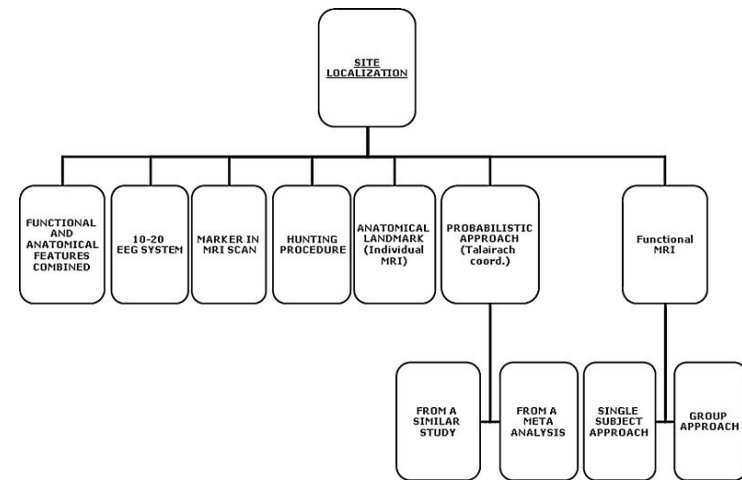 SITE
LOCALIZATION
FUNCTIONAL
AND
ANATOMICAL
FEATURES
COMBINED
10-20
EEG SYSTEM
MARKER IN
MRI SCAN
HUNTING
PROCEDURE
ANATOMICAL
LANDMARK
(Individual
MRI)
PROBABILISTIC
APPROACH
(Talairach
coord.)
Functional
MRI
FROM A
SIMILAR
STUDY
FROM A
META
ANALYSIS
SINGLE
SUBJECT
APPROACH
GROUP
APPROACH